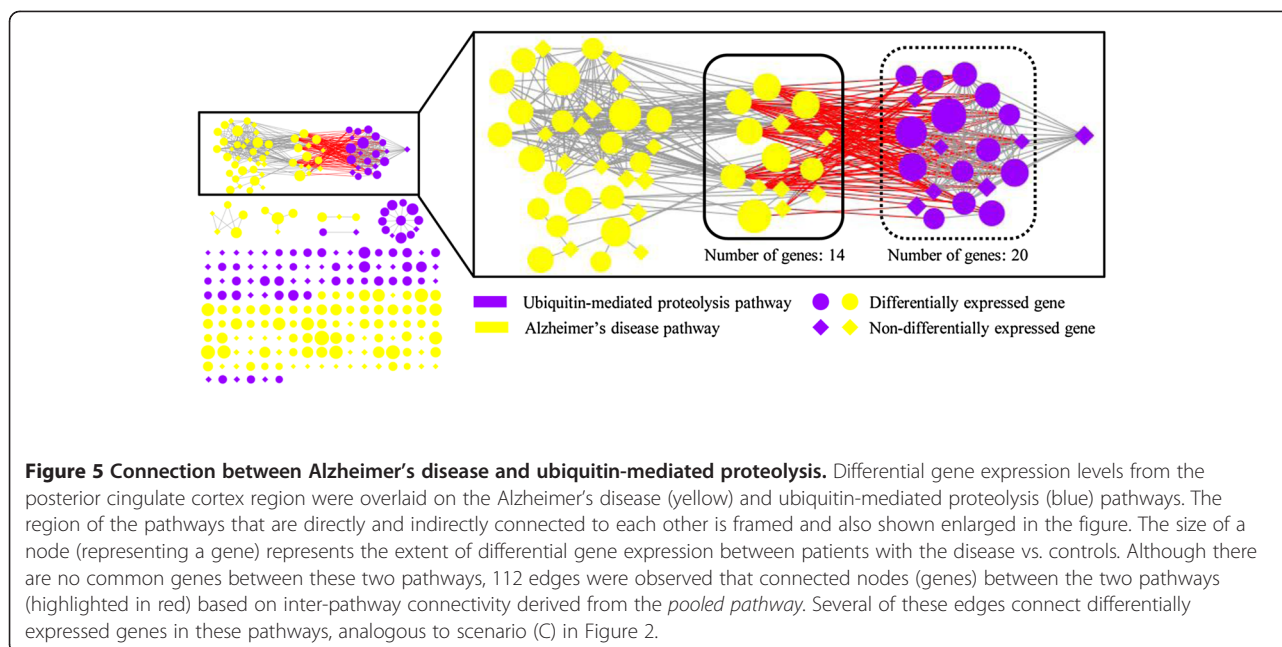 Number of genes: 14
Number of genes: 20
Ubiquitin-mediated proteolysis pathway
Differentially expressed gene
Alzheimer's disease pathway
Non-differentially expressed gene
Figure 5 Connection between Alzheimer's disease and ubiquitin-mediated proteolysis. Differential gene expression levels from the
posterior cingulate cortex region were overlaid on the Alzheimer's disease (yellow) and ubiquitin-mediated proteolysis (blue) pathways. The
region of the pathways that are directly and indirectly connected to each other is framed and also shown enlarged in the figure. The size of a
node (representing a gene) represents the extent of differential gene expression between patients with the disease vs. controls. Although there
are no common genes between these two pathways, 112 edges were observed that connected nodes (genes) between the two pathways
(highlighted in red) based on inter-pathway connectivity derived from the pooled pathway. Several of these edges connect differentially
expressed genes in these pathways, analogous to scenario (C) in Figure 2.